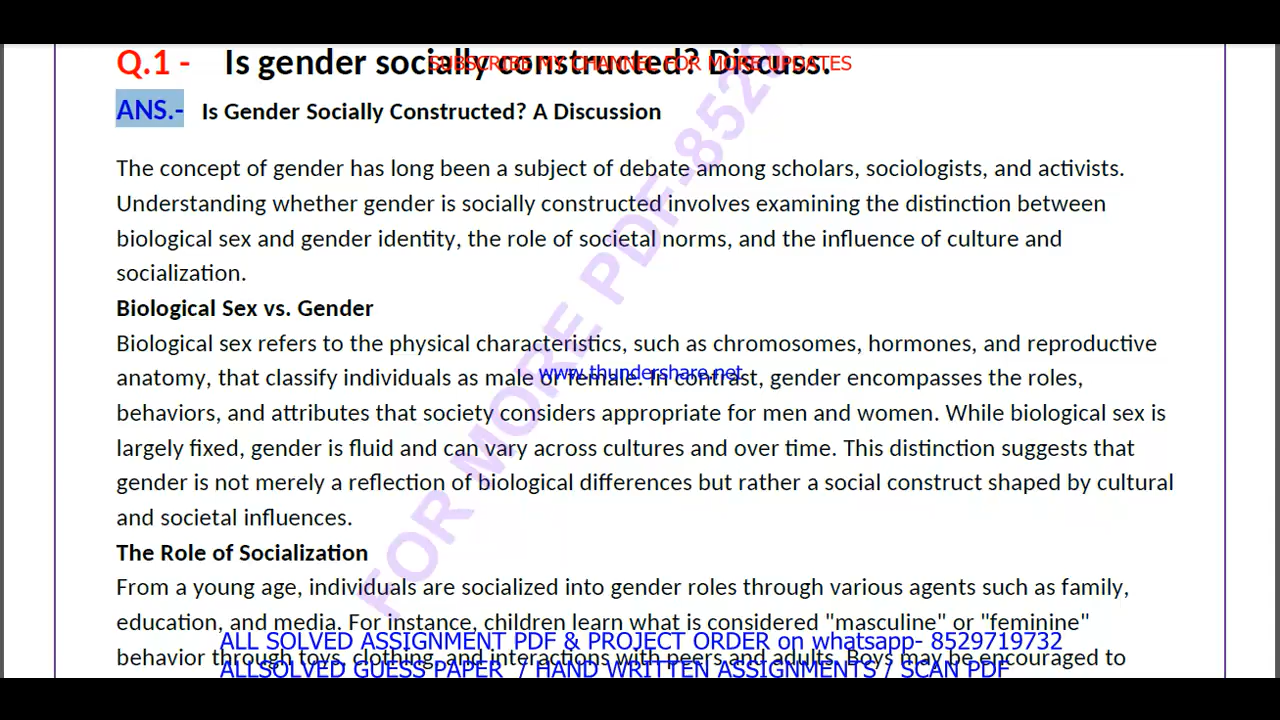 Q.1 - Is gender socially constructed? Discuss.
SUBSCRIBE MY CHANNEL FOR MORE UPDATES
ANS.- Is Gender Socially Constructed? A Discussion
The concept of gender has long been a subject of debate among scholars, sociologists, and activists.
Understanding whether gender is socially constructed involves examining the distinction between
biological sex and gender identity, the role of societal norms, and the influence of culture and
socialization.
Biological Sex vs. Gender
Biological sex refers to the physical characteristics, such as chromosomes, hormones, and reproductive
anatomy, that classify individuals as male or female. In contrast, gender encompasses the roles,
www.thundershare.net
behaviors, and attributes that society considers appropriate for men and women. While biological sex is
largely fixed, gender is fluid and can vary across cultures and over time. This distinction suggests that
gender is not merely a reflection of biological differences but rather a social construct shaped by cultural
and societal influences.
The Role of Socialization
From a young age, individuals are socialized into gender roles through various agents such as family,
education, and media. For instance, children learn what is considered "masculine" or "feminine"
ALL SOLVED ASSIGNMENT PDF & PROJECT ORDER on whatsapp- 8529719732
behavior through toys, clothing, and interactions with peers and adults. Boys may be encouraged to
ALLSOLVED GUESS PAPER / HAND WRITTEN ASSIGNMENTS / SCAN PDF
FOR MORE PDF-8529